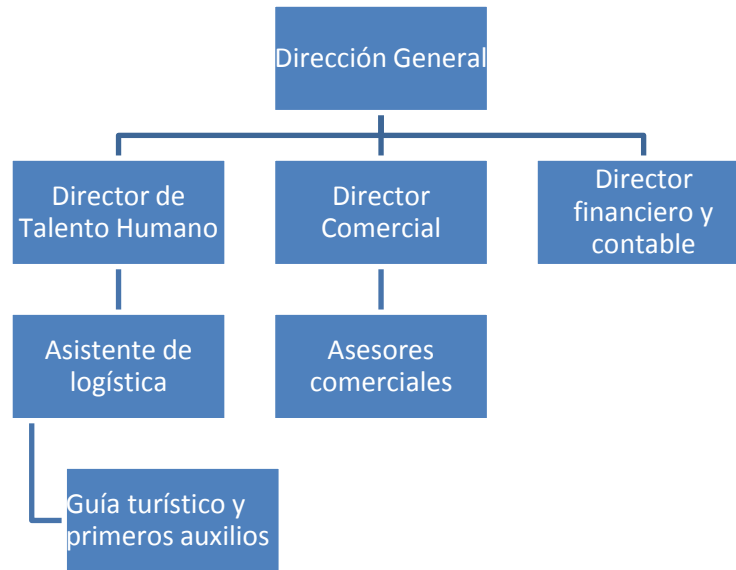 Dirección General
Director de
Talento Humano
Director
Comercial
Director
financiero y
contable
Asistente de
logística
Asesores
comerciales
Guía turístico y
primeros auxilios